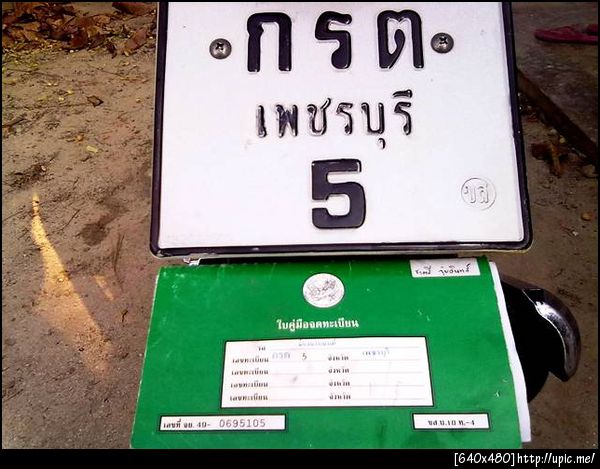 กรต
เพชรบุรี
5
ขส
ใบคู่มือจดทะเบียน
รถ
เลขทะเบียน กรต 5 จังหวัด เพชรบุรี
เลขทะเบียน จังหวัด
เลขทะเบียน จังหวัด
เลขทะเบียน จังหวัด
เลขที่ จย. 49- 0695105
ขส.บ.10 ท.-4
[640x480]http://upic.me/